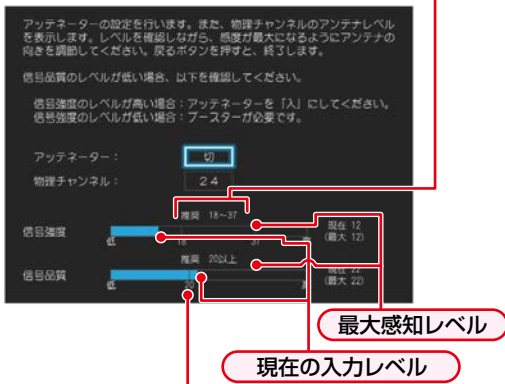 アッテネーターの設定を行います。また、物理チャンネルのアンテナレベル
を表示します。レベルを確認しながら、感度が最大になるようにアンテナの
向きを調節してください。戻るボタンを押すと、終了します。
信号品質のレベルが低い場合、以下を確認してください。
信号強度のレベルが高い場合：アッテネーターを「入」にしてください。
信号強度のレベルが低い場合：ブースターが必要です。
アッテネーター： 切
物理チャンネル： 24
推奨 18～37
信号強度 現在 12
低 18 37 高 (最大 12)
推奨 20以上
信号品質 現在 22
低 20 高 (最大 22)
最大感知レベル
現在の入力レベル